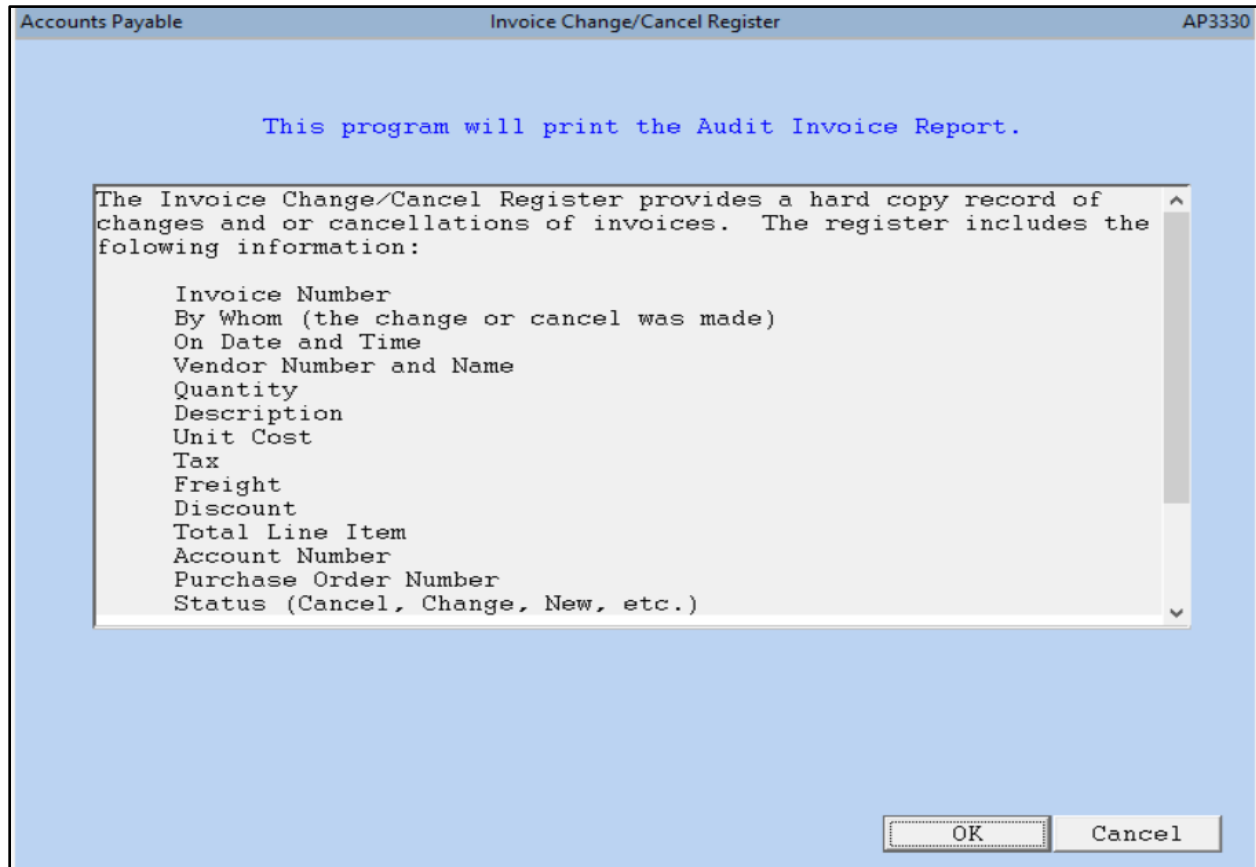 Accounts Payable Invoice Change/Cancel Register AP3330
This program will print the Audit Invoice Report.
The Invoice Change/Cancel Register provides a hard copy record of
changes and or cancellations of invoices. The register includes the
folowing information:
Invoice Number
By Whom (the change or cancel was made)
On Date and Time
Vendor Number and Name
Quantity
Description
Unit Cost
Tax
Freight
Discount
Total Line Item
Account Number
Purchase Order Number
Status (Cancel, Change, New, etc.)
OK Cancel